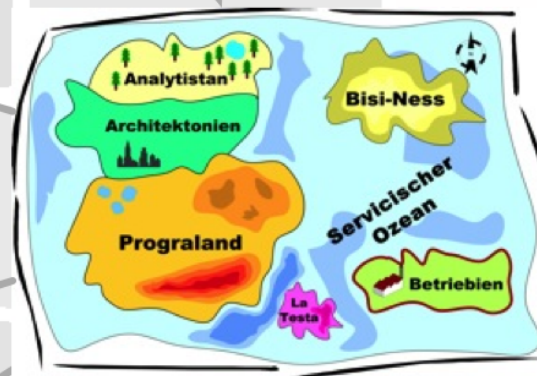 Analytistan
Architektonien
Prograland
Bisi-Ness
Servicischer
Ozean
La
Testa
Betriebien